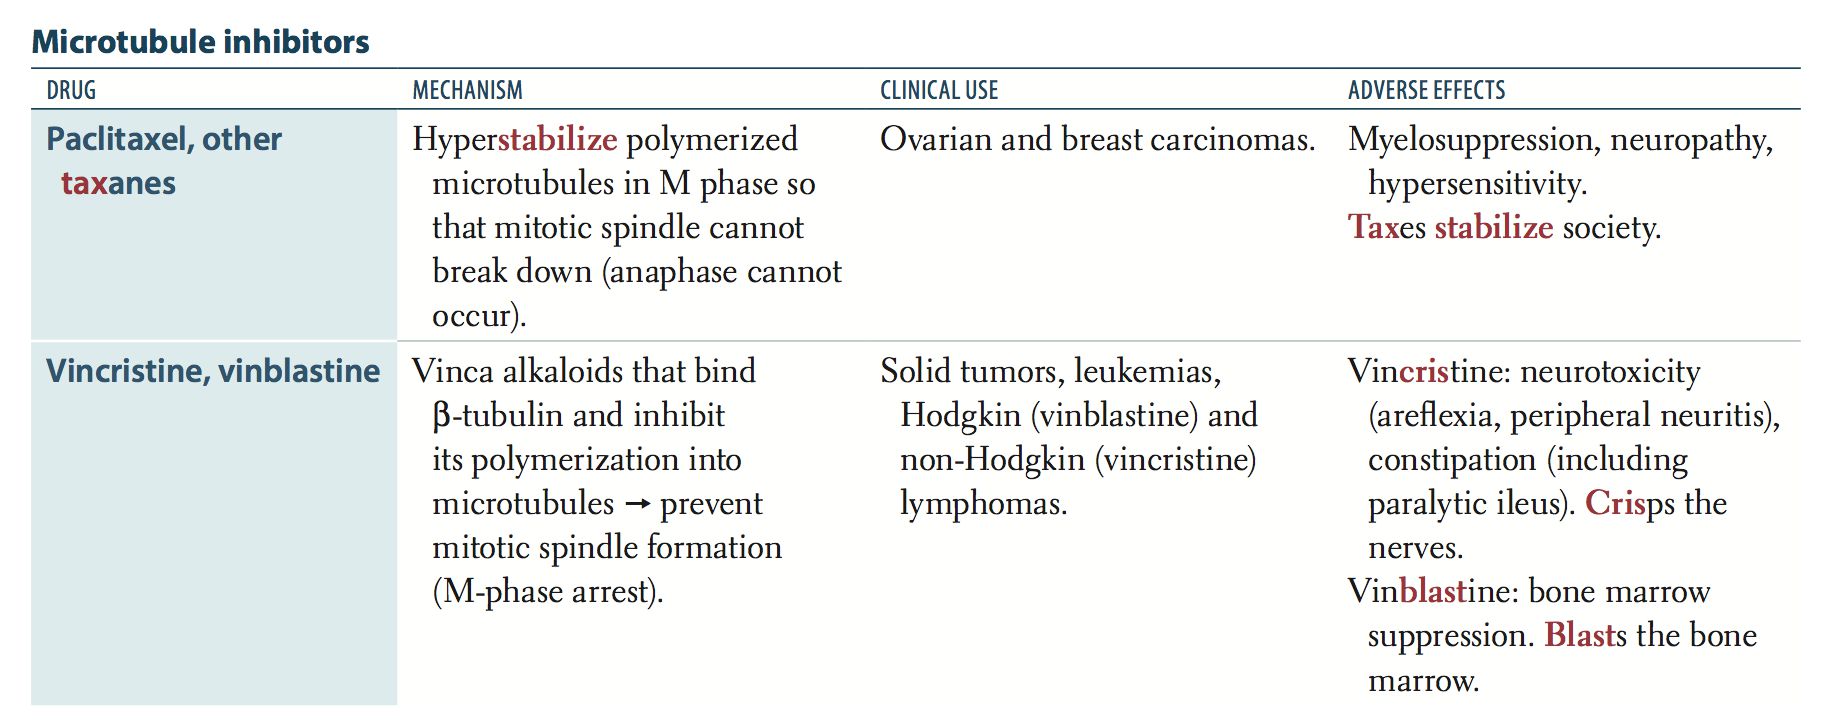 Microtubule inhibitors
DRUG
MECHANISM
CLINICAL USE
ADVERSE EFFECTS
Paclitaxel, other
taxanes
Hyperstabilize polymerized
microtubules in M phase so
that mitotic spindle cannot
break down (anaphase cannot
occur).
Ovarian and breast carcinomas.
Myelosuppression, neuropathy,
hypersensitivity.
Taxes stabilize society.
Vincristine, vinblastine
Vinca alkaloids that bind
β-tubulin and inhibit
its polymerization into
microtubules → prevent
mitotic spindle formation
(M-phase arrest).
Solid tumors, leukemias,
Hodgkin (vinblastine) and
non-Hodgkin (vincristine)
lymphomas.
Vincristine: neurotoxicity
(areflexia, peripheral neuritis),
constipation (including
paralytic ileus). Crisps the
nerves.
Vinblastine: bone marrow
suppression. Blasts the bone
marrow.